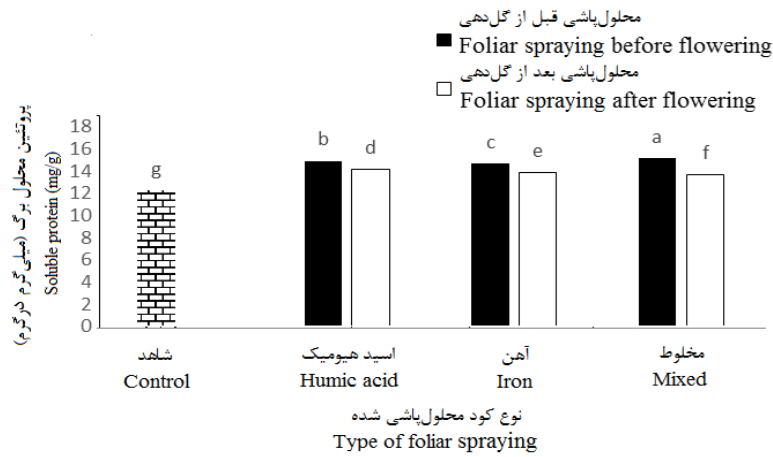 محلول‌پاشی قبل از گل‌دهی
Foliar spraying before flowering
محلول‌پاشی بعد از گل‌دهی
Foliar spraying after flowering
پروتئین محلول برگ (میلی‌گرم درگرم)
Soluble protein (mg/g)
18
16
14
12
10
8
6
4
2
0
g
b
d
c
e
a
f
شاهد
Control
اسید هیومیک
Humic acid
آهن
Iron
مخلوط
Mixed
نوع کود محلول‌پاشی شده
Type of foliar spraying